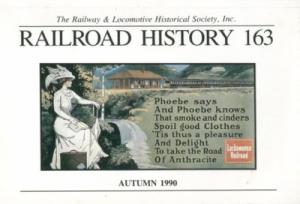 The Railway & Locomotive Historical Society, Inc.
RAILROAD HISTORY 163
Phoebe says
And Phoebe knows
That smoke and cinders
Spoil good Clothes
'Tis thus a pleasure
And Delight
To take the Road
Of Anthracite
Lackawanna
Railroad
AUTUMN 1990